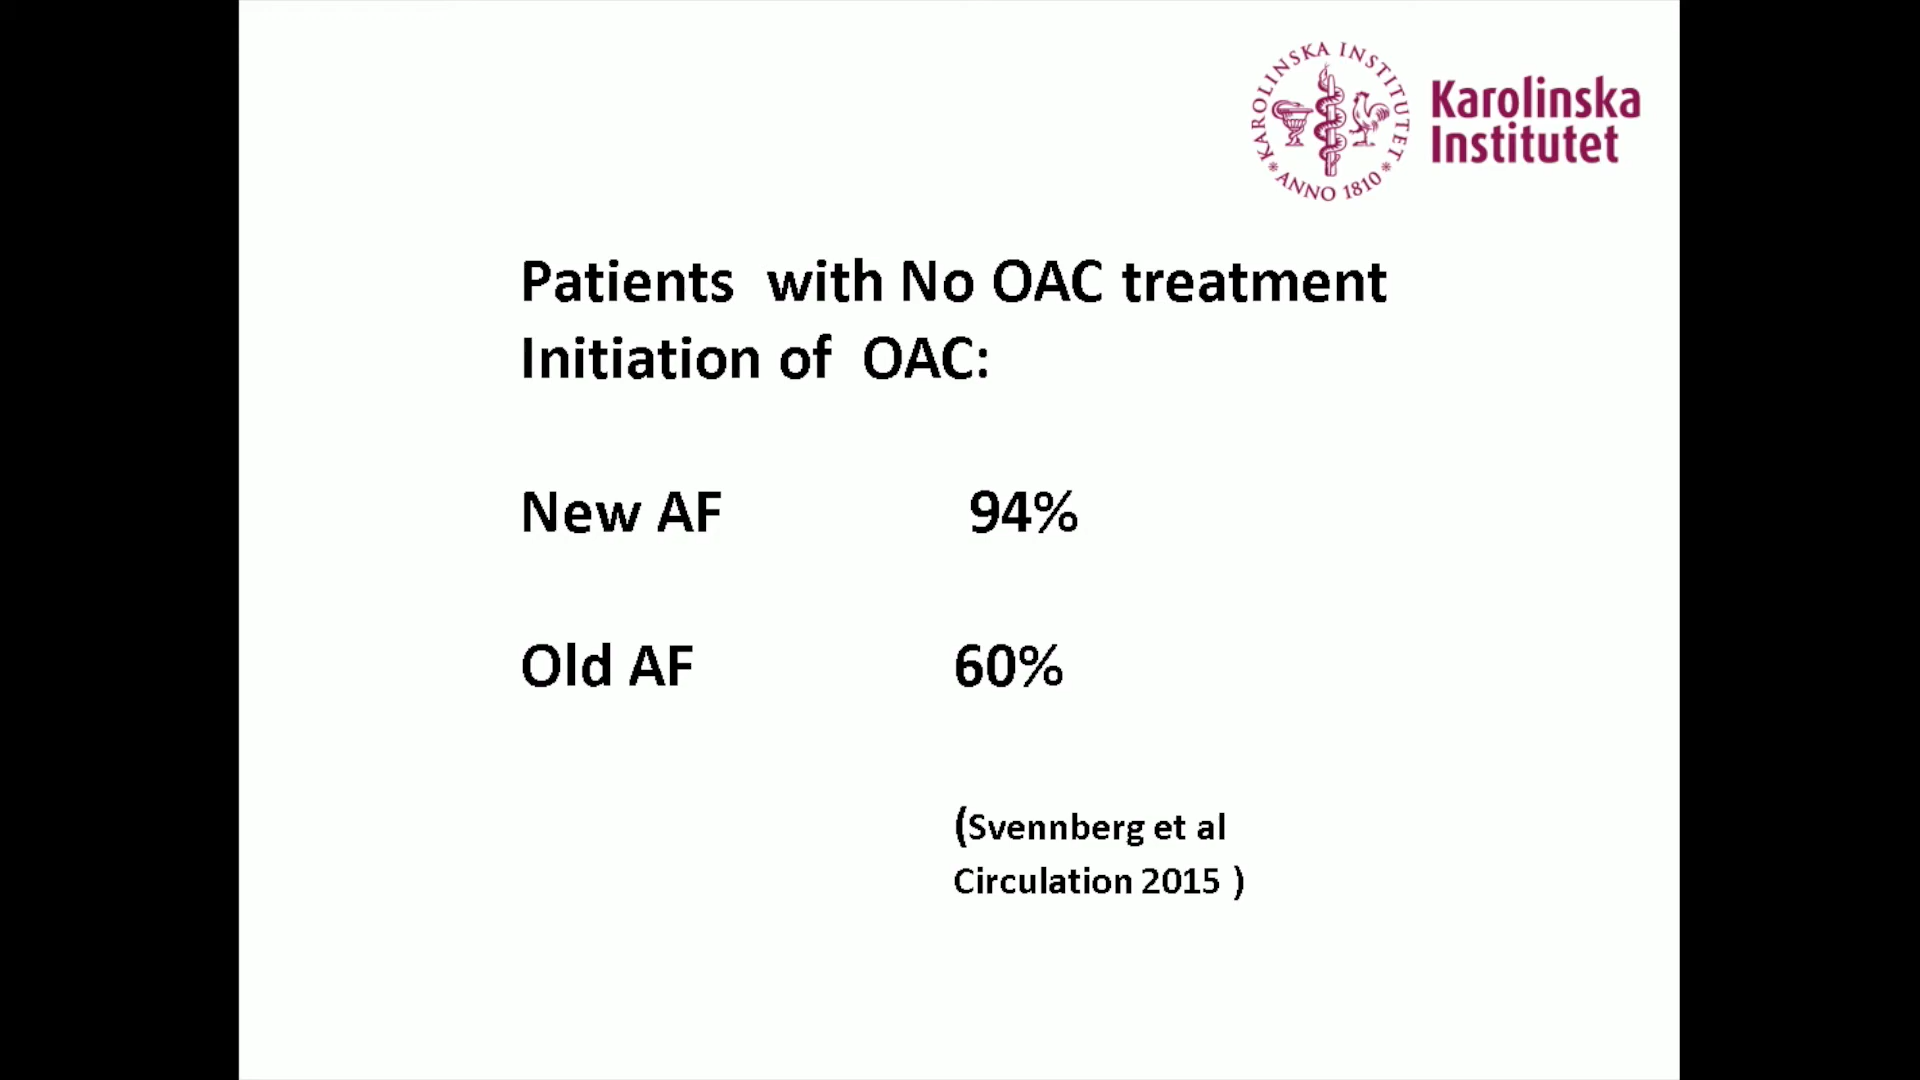 KAROLINSKA INSTITUTET
ANNO 1810
Karolinska
Institutet
Patients with No OAC treatment
Initiation of OAC:
New AF 94%
Old AF 60%
(Svennberg et al
Circulation 2015 )